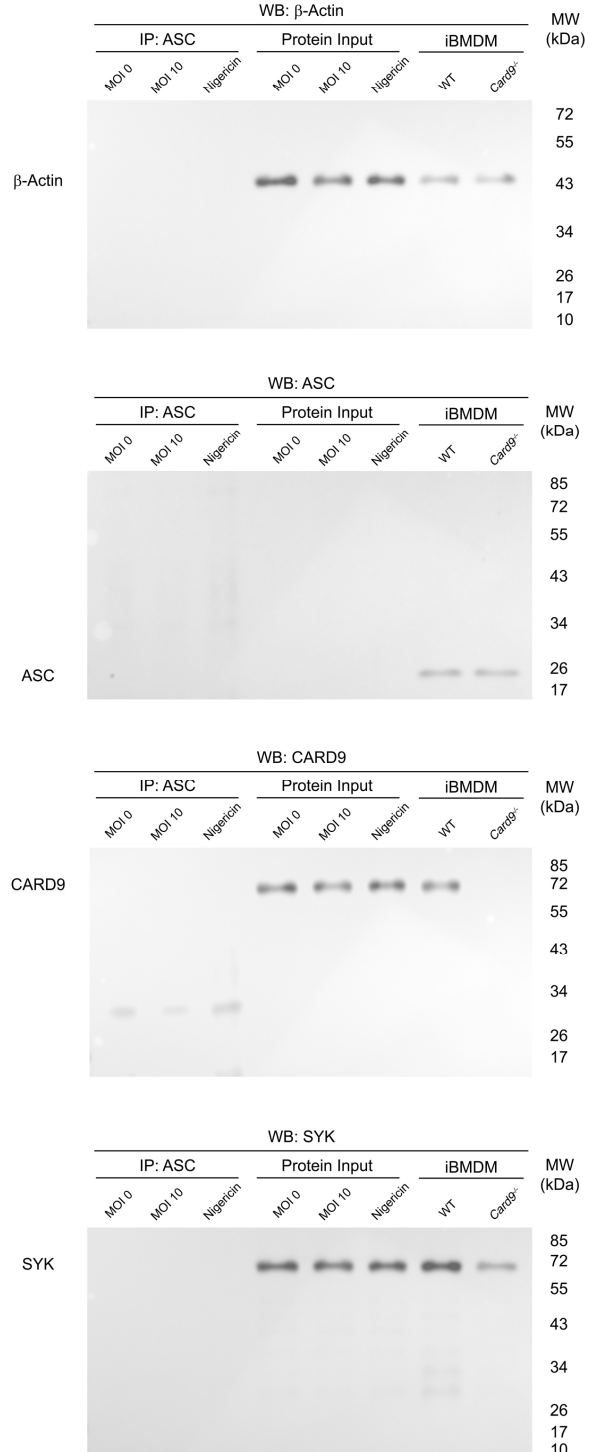 WB: β-Actin
MW
(kDa)
IP: ASC Protein Input iBMDM
MOI 0 MOI 10 Nigericin MOI 0 MOI 10 Nigericin WT Card9-/-
72
55
β-Actin 43
34
26
17
10
WB: ASC
IP: ASC Protein Input iBMDM MW
(kDa)
MOI 0 MOI 10 Nigericin MOI 0 MOI 10 Nigericin WT Card9-/-
85
72
55
43
34
26
ASC
17
WB: CARD9
IP: ASC Protein Input iBMDM MW
(kDa)
MOI 0 MOI 10 Nigericin MOI 0 MOI 10 Nigericin WT Card9-/-
85
CARD9 72
55
43
34
26
17
WB: SYK
IP: ASC Protein Input iBMDM MW
(kDa)
MOI 0 MOI 10 Nigericin MOI 0 MOI 10 Nigericin WT Card9-/-
85
SYK 72
55
43
34
26
17
10